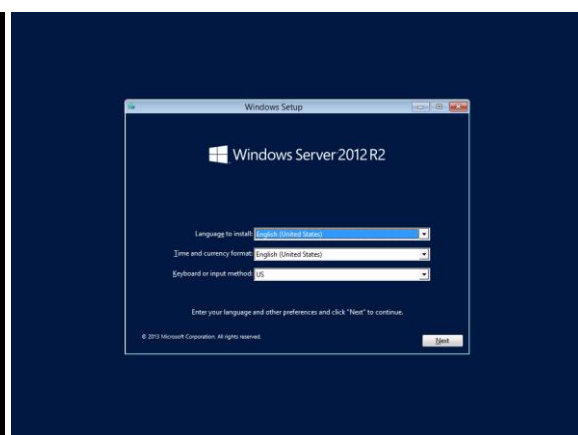 Windows Setup
Windows Server 2012 R2
Language to install: English (United States)
Time and currency format: English (United States)
Keyboard or input method: US
Enter your language and other preferences and click "Next" to continue.
© 2013 Microsoft Corporation. All rights reserved.
Next